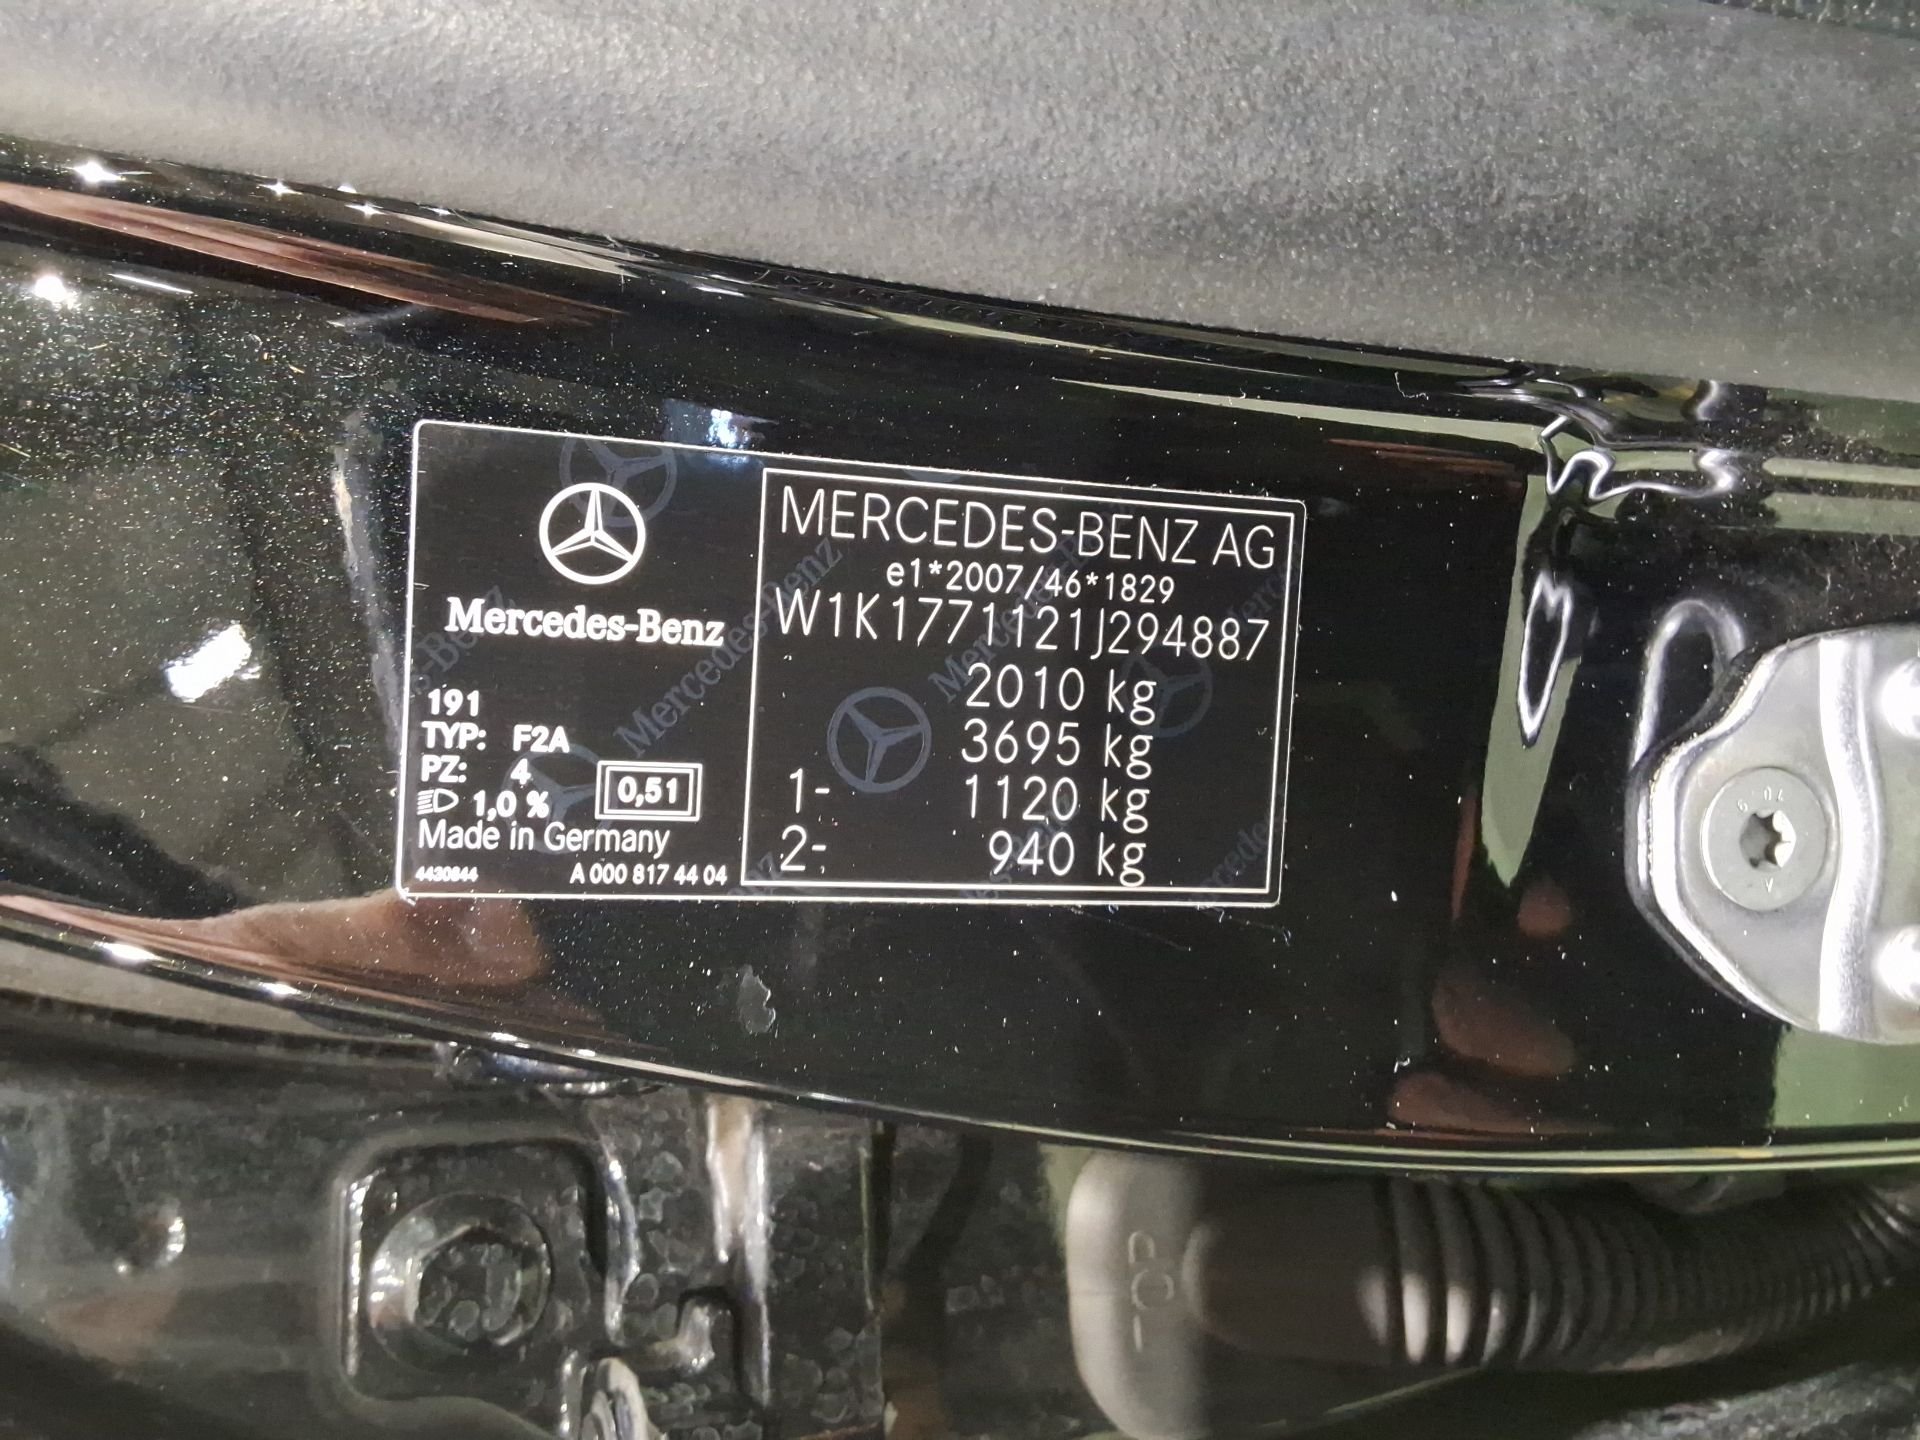 Mercedes-Benz
191
TYP: F2A
PZ: 4
1,0 %
0,51
Made in Germany
4430844
A 000 817 44 04
MERCEDES-BENZ AG
e1*2007/46*1829
W1K1771121J294887
2010 kg
3695 kg
1- 1120 kg
2- 940 kg